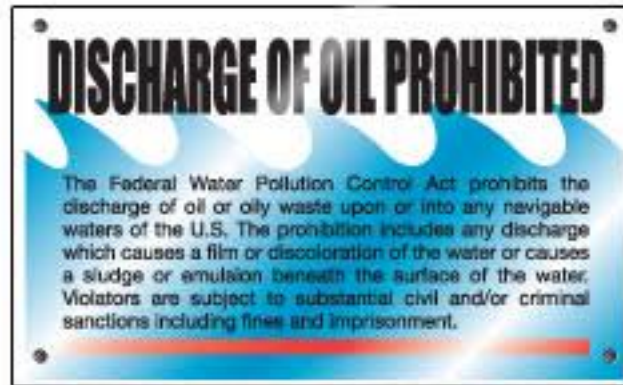 DISCHARGE OF OIL PROHIBITED
The Federal Water Pollution Control Act prohibits the
discharge of oil or oily waste upon or into any navigable
waters of the U.S. The prohibition includes any discharge
which causes a film or discoloration of the water or causes
a sludge or emulsion beneath the surface of the water.
Violators are subject to substantial civil and/or criminal
sanctions including fines and imprisonment.